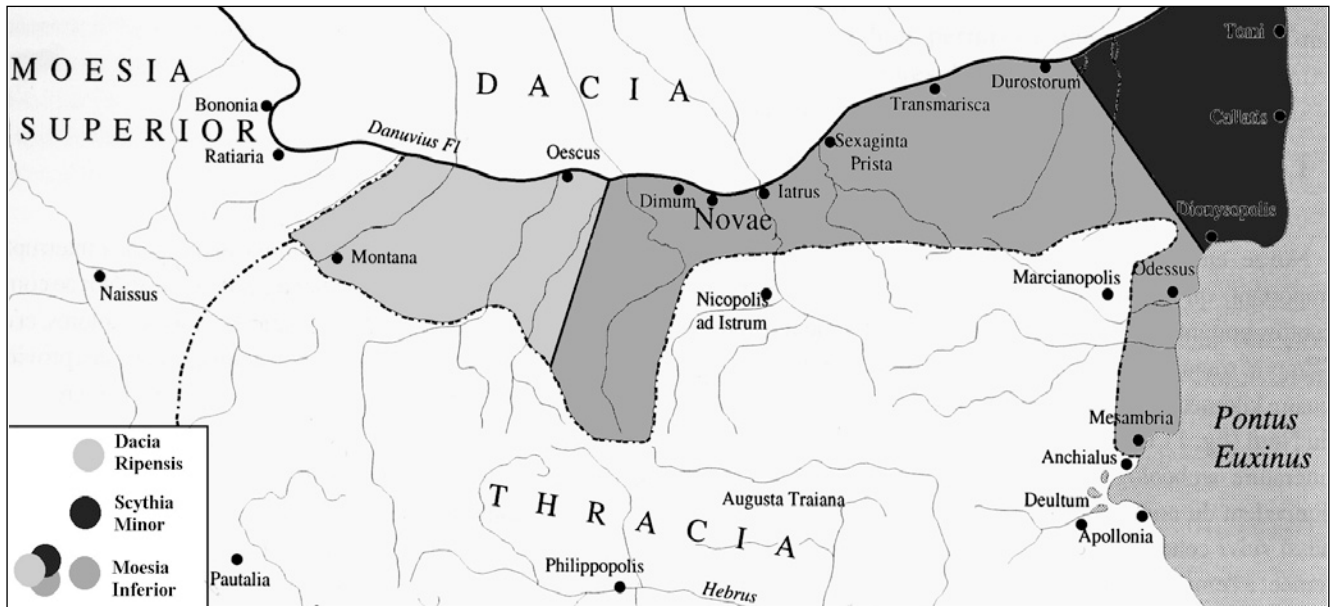 MOESIA
SUPERIOR
DACIA
Tomi
Callatis
Dionysopolis
Durostorum
Transmarisca
Sexaginta
Prista
Bononia
Ratiaria
Danuvius Fl
Oescus
Dimum
Novae
Iatrus
Montana
Naissus
Nicopolis
ad Istrum
Marcianopolis
Odessus
Mesambria
Anchialus
Deultum
Apollonia
Pontus
Euxinus
THRACIA
Augusta Traiana
Philippopolis
Hebrus
Pautalia
Dacia
Ripensis
Scythia
Minor
Moesia
Inferior